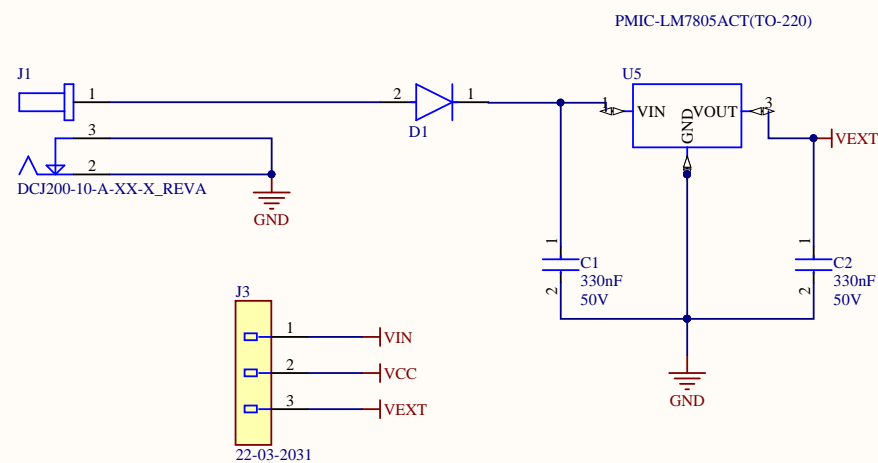 PMIC-LM7805ACT(TO-220)
J1
U5
1
2
1
1
VIN
VOUT
3
D1
GND
3
VEXT
2
DCJ200-10-A-XX-X_REVA
GND
1
1
C1
330nF
50V
2
C2
330nF
50V
2
J3
1
VIN
2
VCC
3
VEXT
GND
22-03-2031